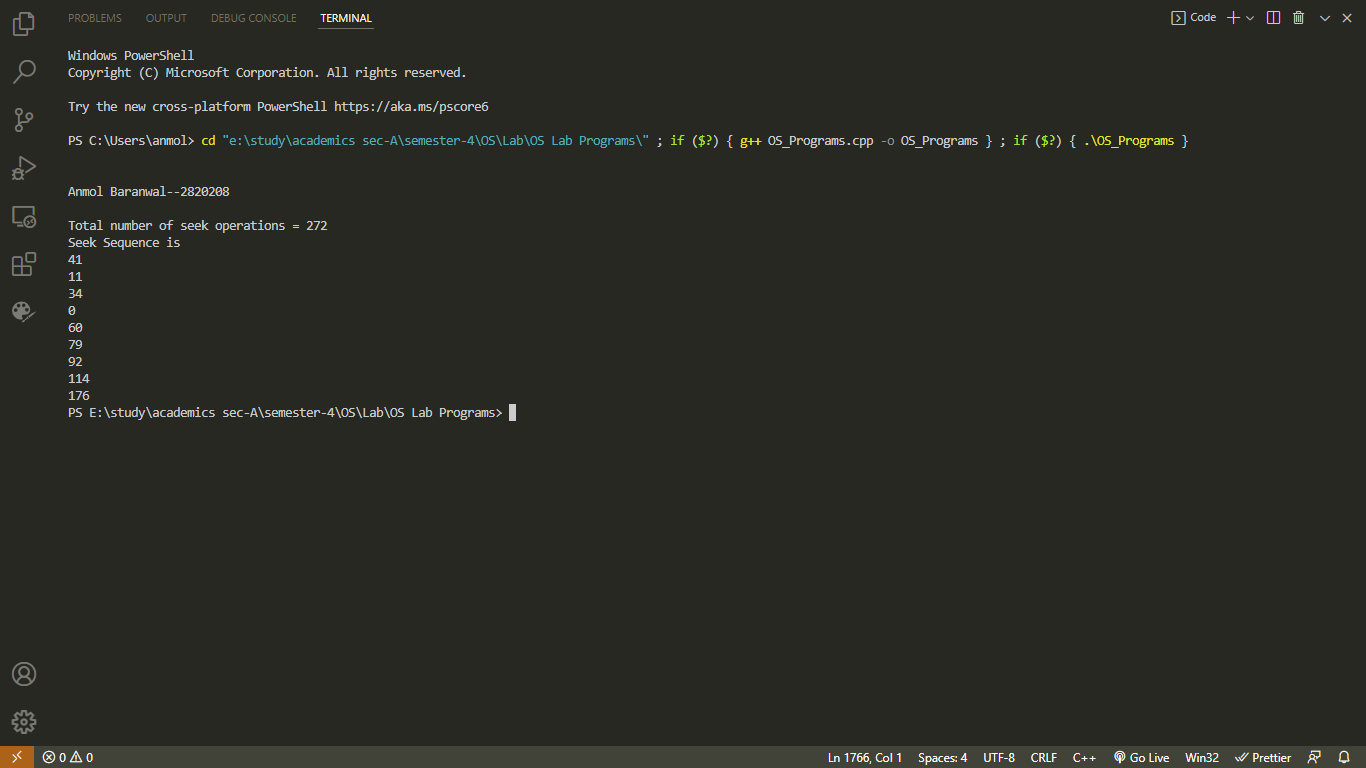 PROBLEMS OUTPUT DEBUG CONSOLE TERMINAL Code
Windows PowerShell
Copyright (C) Microsoft Corporation. All rights reserved.
Try the new cross-platform PowerShell https://aka.ms/pscore6
PS C:\Users\anmol> cd "e:\study\academics sec-A\semester-4\OS\Lab\OS Lab Programs\" ; if ($?) { g++ OS_Programs.cpp -o OS_Programs } ; if ($?) { .\OS_Programs }
Anmol Baranwal--2820208
Total number of seek operations = 272
Seek Sequence is
41
11
34
0
60
79
92
114
176
PS E:\study\academics sec-A\semester-4\OS\Lab\OS Lab Programs>
0 0 Ln 1766, Col 1 Spaces: 4 UTF-8 CRLF C++ Go Live Win32 Prettier